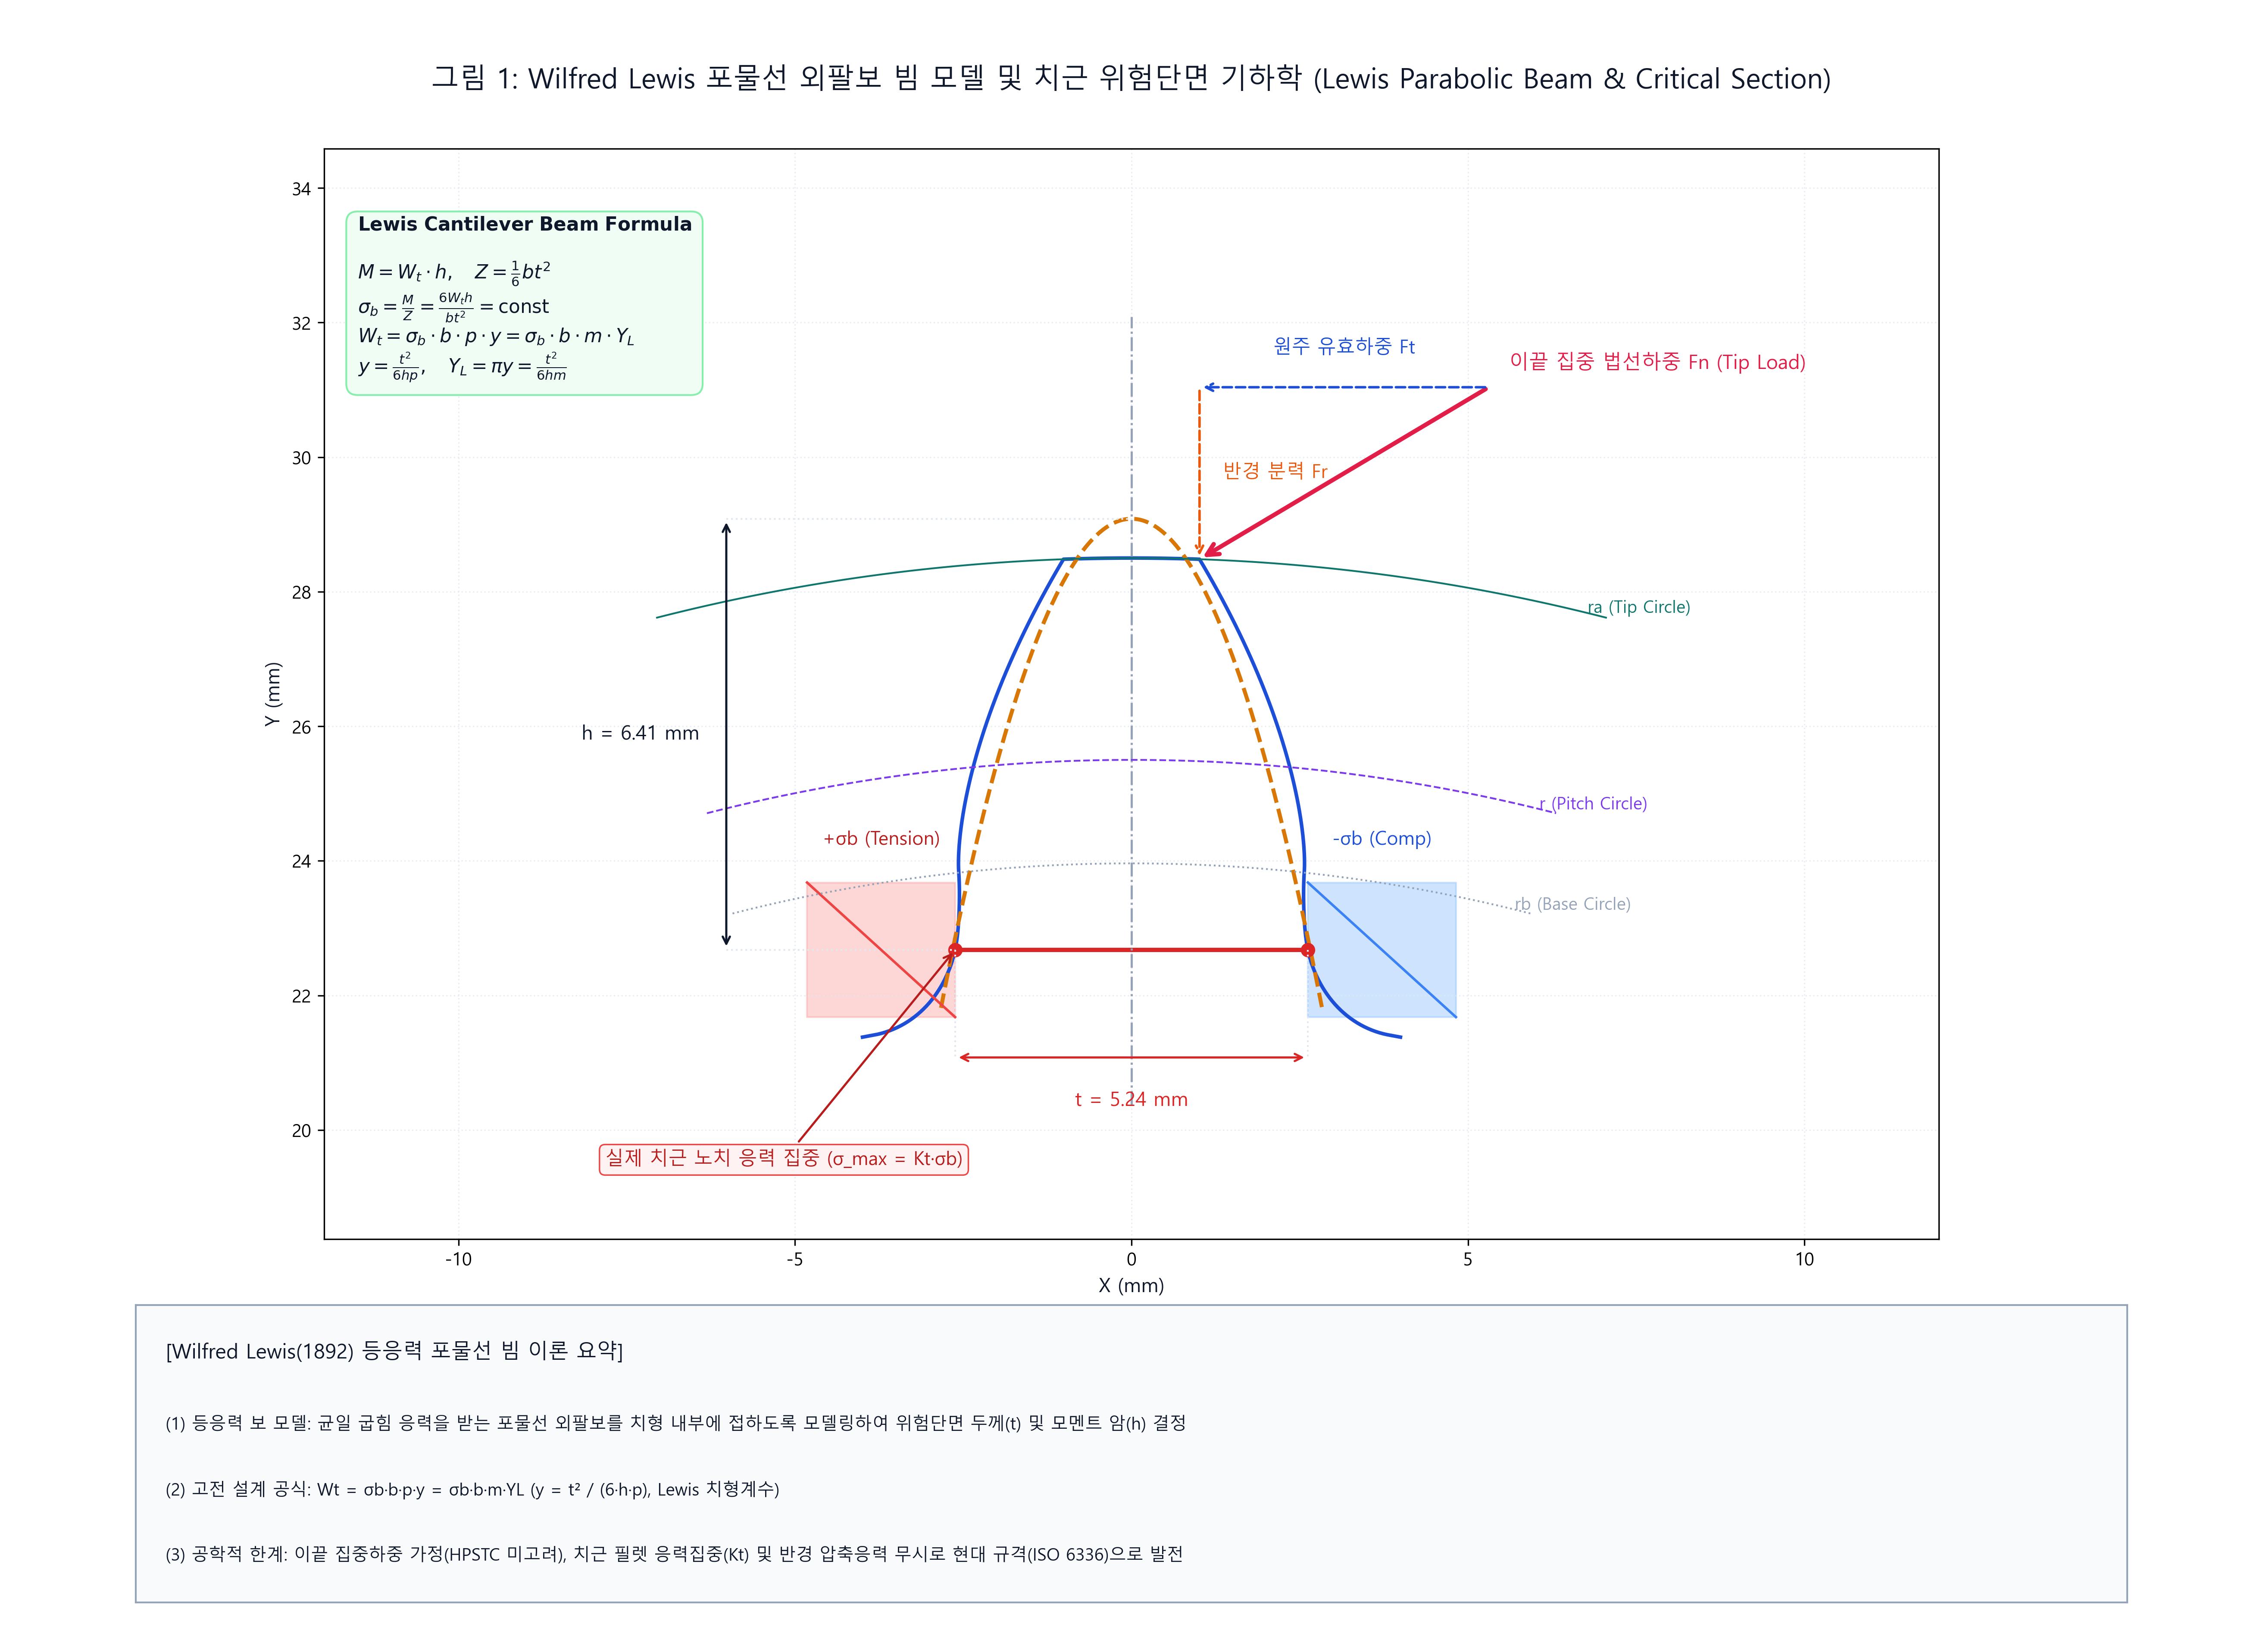 그림 1: Wilfred Lewis 포물선 외팔보 빔 모델 및 치근 위험단면 기하학 (Lewis Parabolic Beam & Critical Section)
Lewis Cantilever Beam Formula
M = W_t · h,   Z = 1/6 bt²
σ_b = M/Z = 6W_t h/bt² = const
W_t = σ_b · b · p · y = σ_b · b · m · Y_L
y = t²/6hp,   Y_L = πy = t²/6hm
원주 유효하중 Ft
이끝 집중 법선하중 Fn (Tip Load)
반경 분력 Fr
ra (Tip Circle)
h = 6.41 mm
r (Pitch Circle)
+σb (Tension)
-σb (Comp)
rb (Base Circle)
t = 5.24 mm
실제 치근 노치 응력 집중 (σ_max = Kt·σb)
34
32
30
28
26
24
22
20
Y (mm)
-10
-5
0
5
10
X (mm)
[Wilfred Lewis(1892) 등응력 포물선 빔 이론 요약]
(1) 등응력 보 모델: 균일 굽힘 응력을 받는 포물선 외팔보를 치형 내부에 접하도록 모델링하여 위험단면 두께(t) 및 모멘트 암(h) 결정
(2) 고전 설계 공식: Wt = σb·b·p·y = σb·b·m·YL (y = t² / (6·h·p), Lewis 치형계수)
(3) 공학적 한계: 이끝 집중하중 가정(HPSTC 미고려), 치근 필렛 응력집중(Kt) 및 반경 압축응력 무시로 현대 규격(ISO 6336)으로 발전